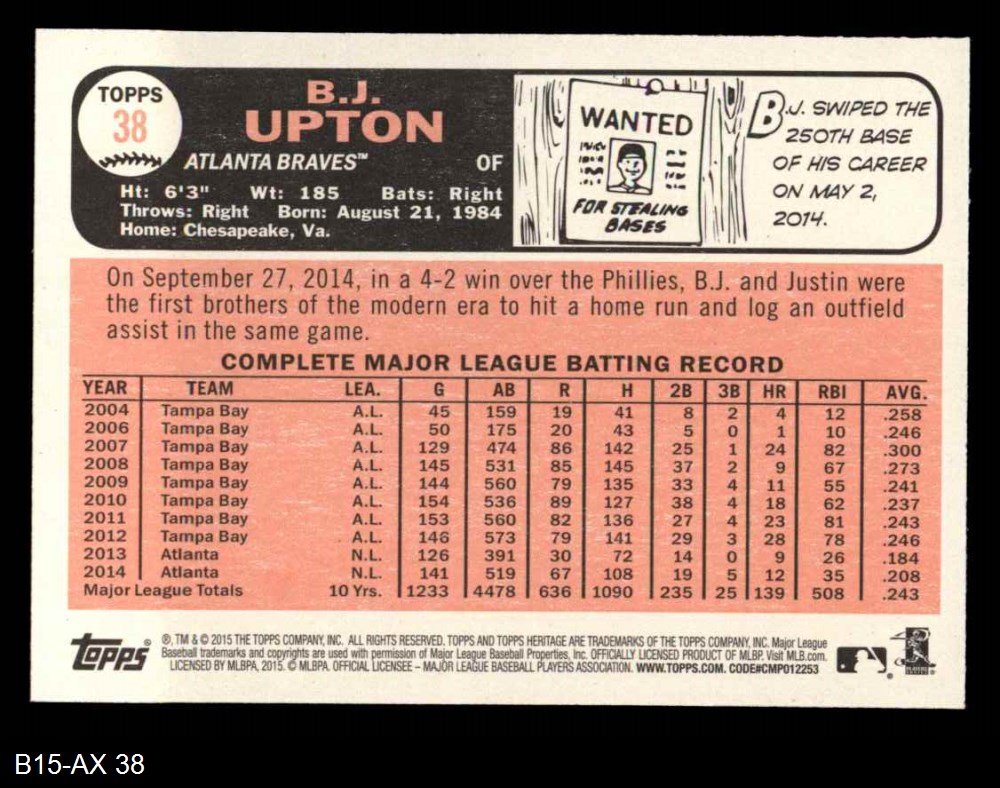 TOPPS
38
B.J.
UPTON
ATLANTA BRAVES™ OF
Ht: 6'3" Wt: 185 Bats: Right
Throws: Right Born: August 21, 1984
Home: Chesapeake, Va.
WANTED
FOR STEALING
BASES
B.J. SWIPED THE
250TH BASE
OF HIS CAREER
ON MAY 2,
2014.
On September 27, 2014, in a 4-2 win over the Phillies, B.J. and Justin were
the first brothers of the modern era to hit a home run and log an outfield
assist in the same game.
COMPLETE MAJOR LEAGUE BATTING RECORD
YEAR TEAM LEA. G AB R H 2B 3B HR RBI AVG.
2004 Tampa Bay A.L. 45 159 19 41 8 2 4 12 .258
2006 Tampa Bay A.L. 50 175 20 43 5 0 1 10 .246
2007 Tampa Bay A.L. 129 474 86 142 25 1 24 82 .300
2008 Tampa Bay A.L. 145 531 85 145 37 2 9 67 .273
2009 Tampa Bay A.L. 144 560 79 135 33 4 11 55 .241
2010 Tampa Bay A.L. 154 536 89 127 38 4 18 62 .237
2011 Tampa Bay A.L. 153 560 82 136 27 4 23 81 .243
2012 Tampa Bay A.L. 146 573 79 141 29 3 28 78 .246
2013 Atlanta N.L. 126 391 30 72 14 0 9 26 .184
2014 Atlanta N.L. 141 519 67 108 19 5 12 35 .208
Major League Totals 10 Yrs. 1233 4478 636 1090 235 25 139 508 .243
Topps®
®, TM & © 2015 THE TOPPS COMPANY, INC. ALL RIGHTS RESERVED. TOPPS AND TOPPS HERITAGE ARE TRADEMARKS OF THE TOPPS COMPANY, INC. Major League
Baseball trademarks and copyrights are used with permission of Major League Baseball Properties, Inc. OFFICIALLY LICENSED PRODUCT OF MLBP. Visit MLB.com.
LICENSED BY MLBPA, 2015. © MLBPA. OFFICIAL LICENSEE – MAJOR LEAGUE BASEBALL PLAYERS ASSOCIATION. WWW.TOPPS.COM. CODE#CMP012253
B15-AX 38